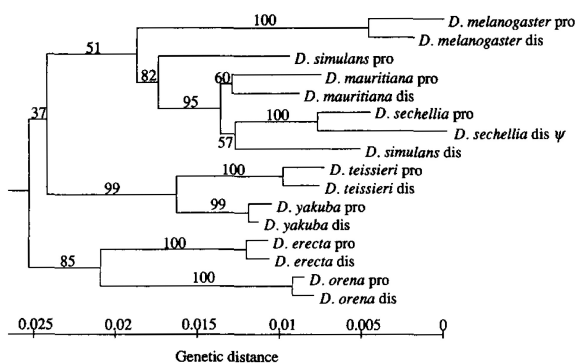 100
D. melanogaster pro
51
D. melanogaster dis
D. simulans pro
82
60
D. mauritiana pro
95
D. mauritiana dis
37
100
D. sechellia pro
D. sechellia dis ψ
57
D. simulans dis
100
D. teissieri pro
99
D. teissieri dis
99
D. yakuba pro
D. yakuba dis
100
D. erecta pro
85
D. erecta dis
100
D. orena pro
D. orena dis
0.025 0.02 0.015 0.01 0.005 0
Genetic distance